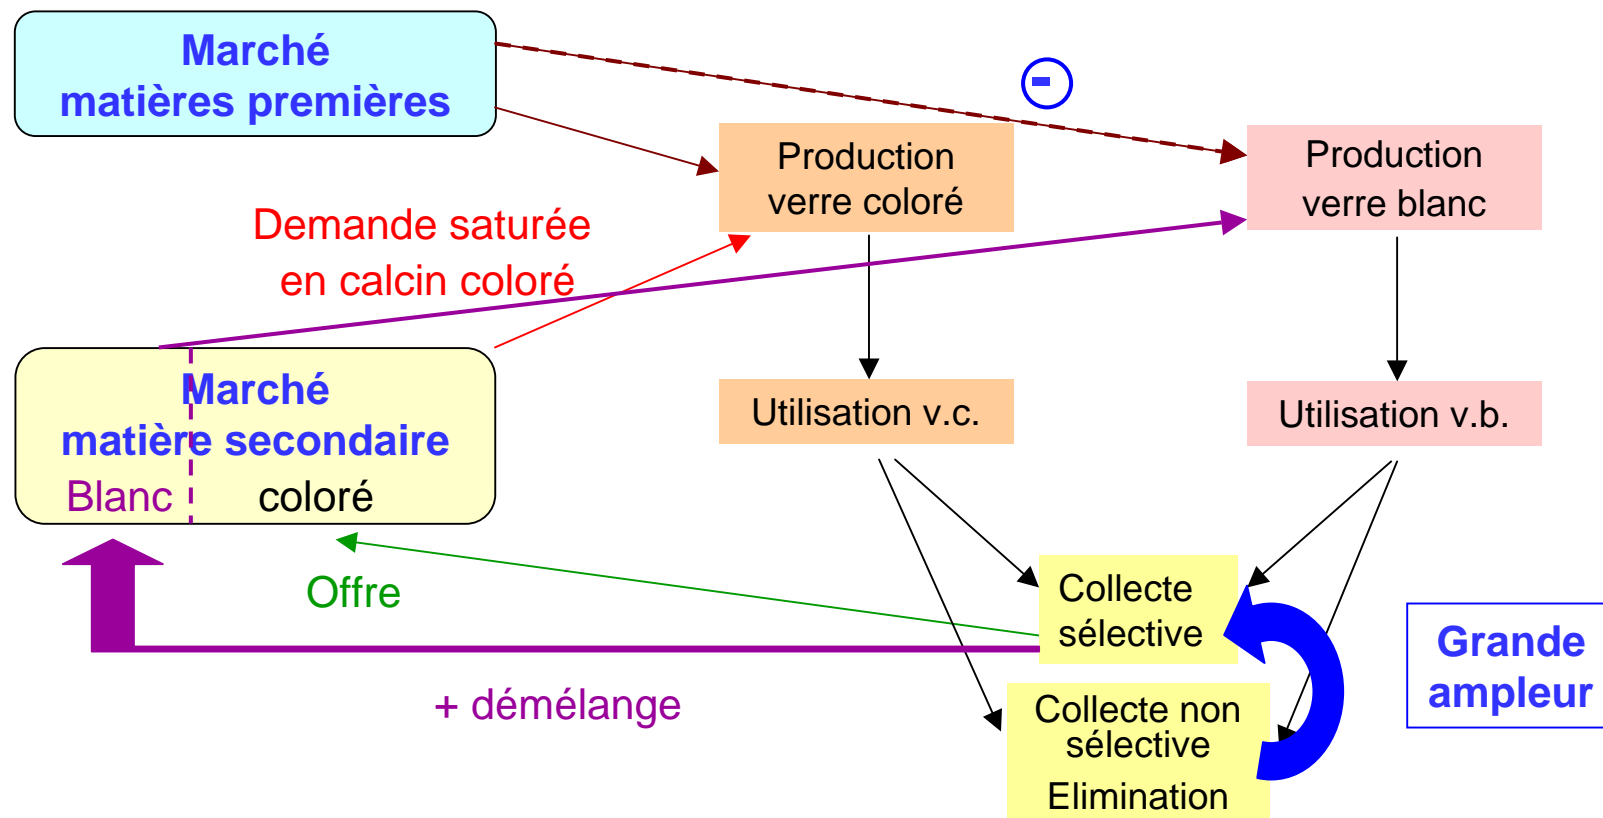 Marché
matières premières
-
Production
verre coloré
Production
verre blanc
Demande saturée
en calcin coloré
Marché
matière secondaire
Blanc
coloré
Utilisation v.c.
Utilisation v.b.
Offre
Collecte
sélective
Grande
ampleur
+ démélange
Collecte non
sélective
Elimination